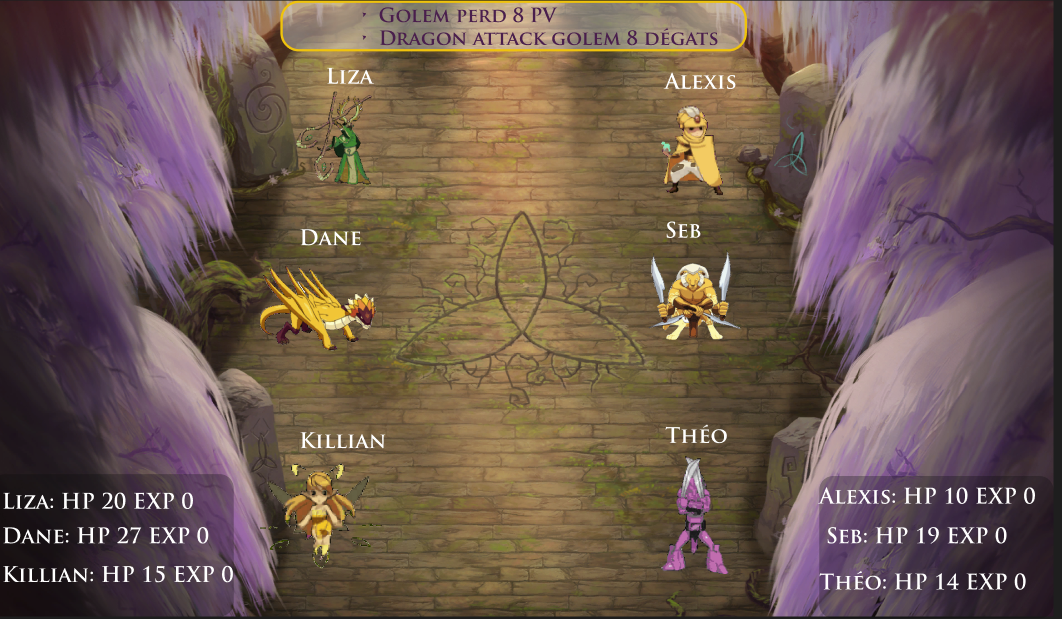 Golem perd 8 PV
Dragon attack golem 8 dégats
Liza
Alexis
Dane
Seb
Killian
Théo
Liza: HP 20 EXP 0
Dane: HP 27 EXP 0
Killian: HP 15 EXP 0
Alexis: HP 10 EXP 0
Seb: HP 19 EXP 0
Théo: HP 14 EXP 0